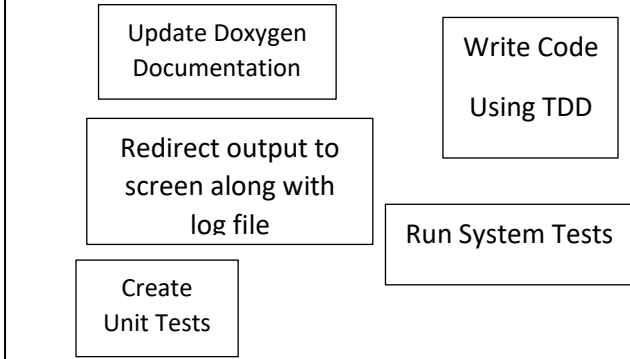 Update Doxygen
Documentation
Write Code
Using TDD
Redirect output to
screen along with
log file
Run System Tests
Create
Unit Tests